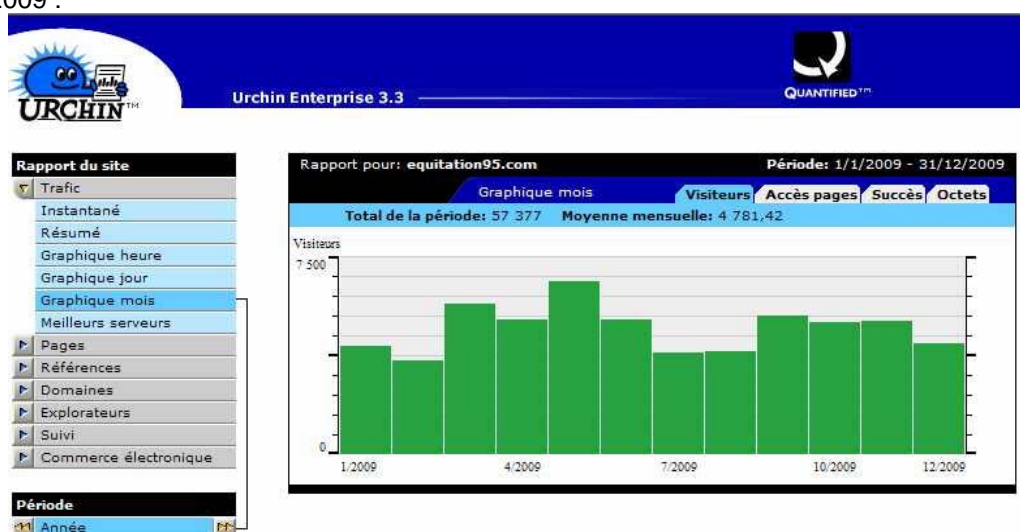 2009 :
URCHIN™
Urchin Enterprise 3.3
QUANTIFIED™
Rapport du site
Trafic
Instantané
Résumé
Graphique heure
Graphique jour
Graphique mois
Meilleurs serveurs
Pages
Références
Domaines
Explorateurs
Suivi
Commerce électronique
Période
Année
Rapport pour: equitation95.com Période: 1/1/2009 - 31/12/2009
Graphique mois Visiteurs Accès pages Succès Octets
Total de la période: 57 377 Moyenne mensuelle: 4 781,42
Visiteurs
7 500
0
1/2009 4/2009 7/2009 10/2009 12/2009